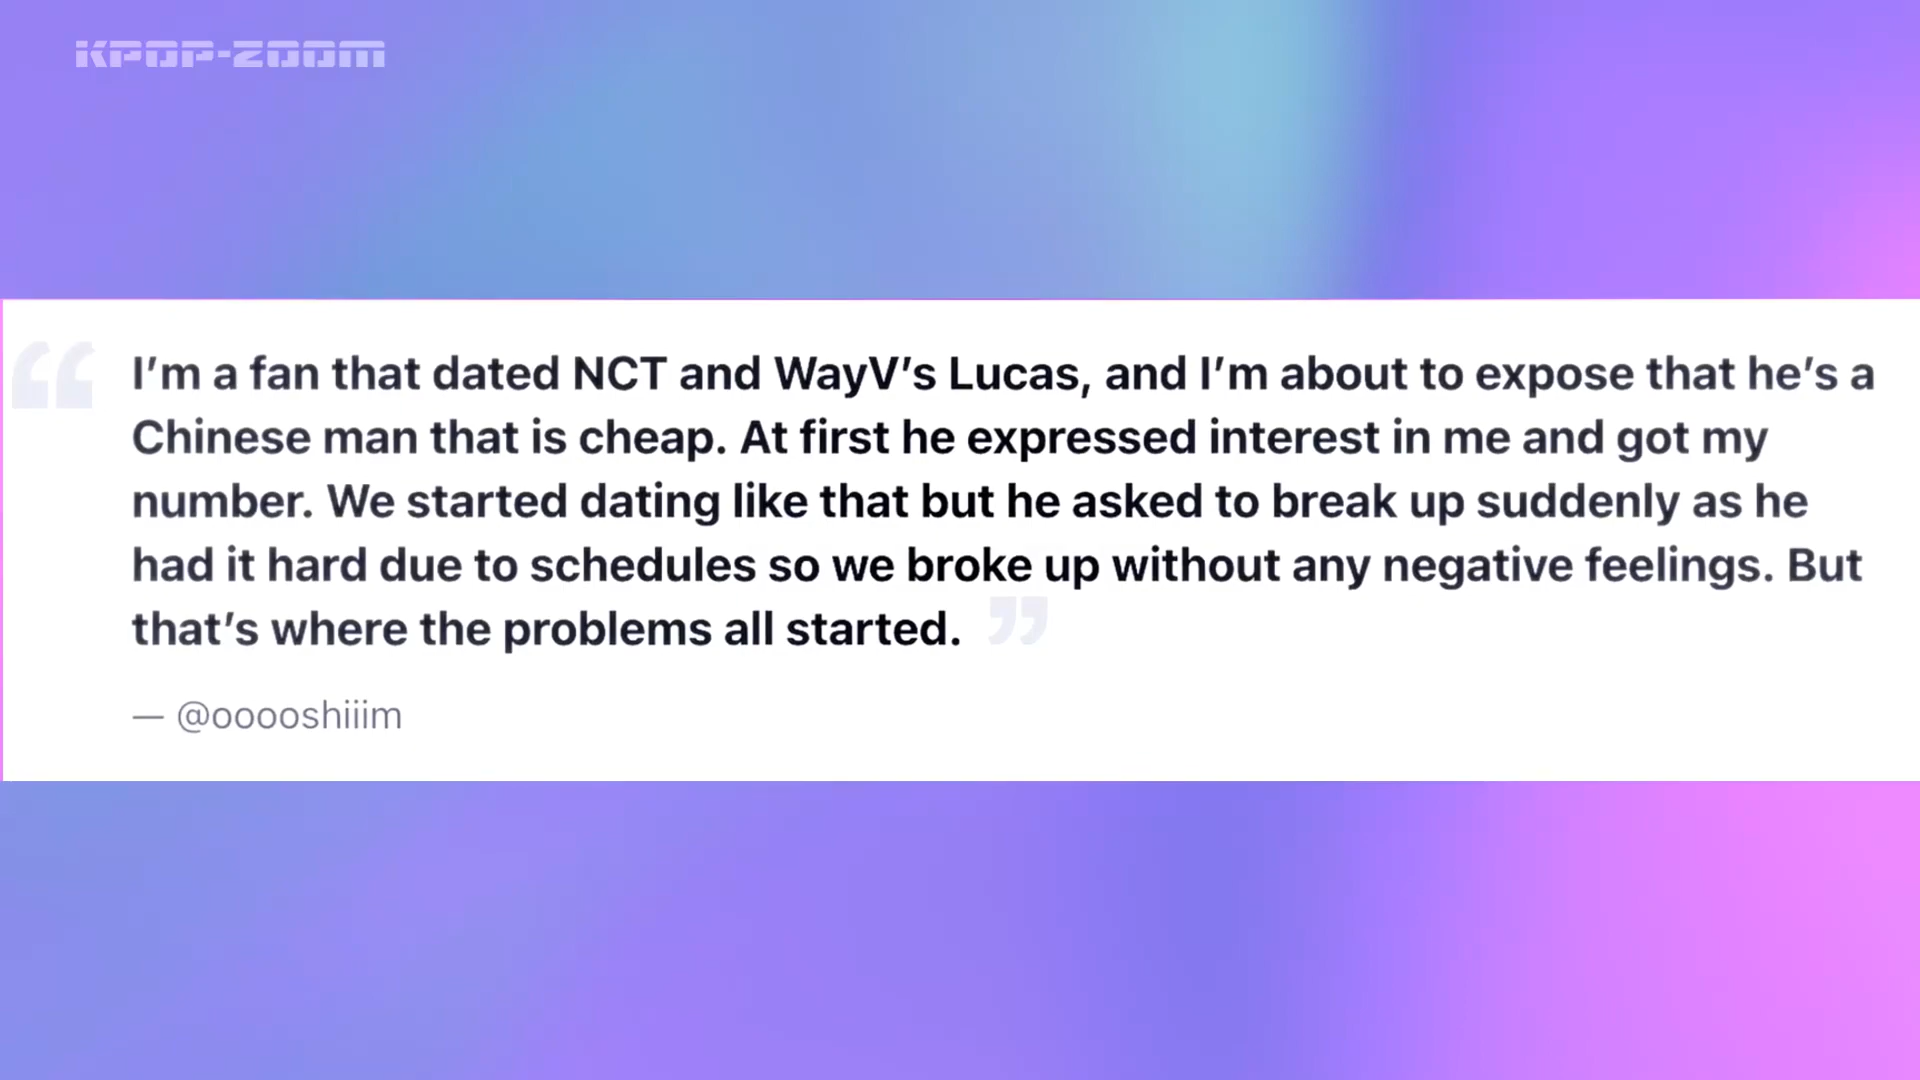 KPOP-ZOOM
“I’m a fan that dated NCT and WayV’s Lucas, and I’m about to expose that he’s a
Chinese man that is cheap. At first he expressed interest in me and got my
number. We started dating like that but he asked to break up suddenly as he
had it hard due to schedules so we broke up without any negative feelings. But
that’s where the problems all started. ”
— @ooooshiiim